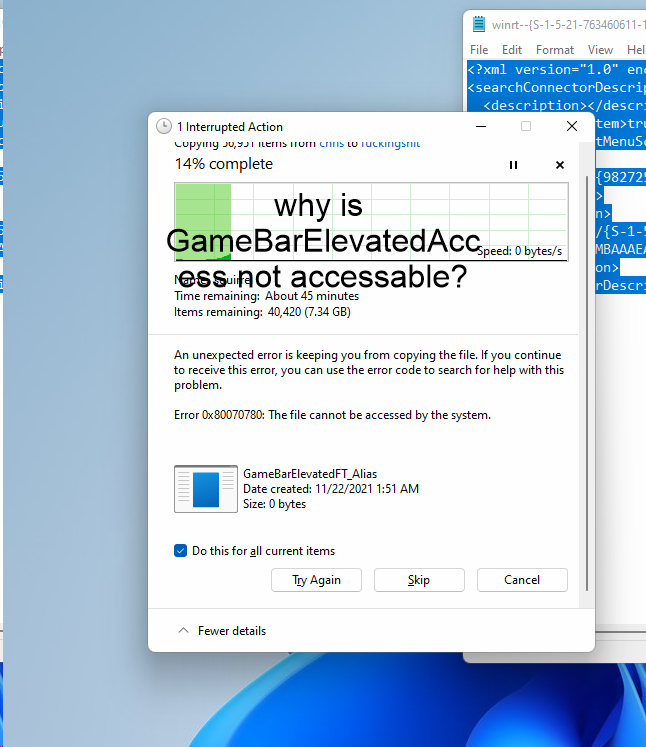 winrt--{S-1-5-21-763460611-1
File Edit Format View Hel
<?xml version="1.0" enc
<searchConnectorDescrip
<description></descri
tem>tru
tMenuSc
{982725
>
n>
/{S-1-5
MBAAAEA
on>
rDescri
1 Interrupted Action
Copying 50,951 items from chris to fuckingshit
14% complete
why is
GameBarElevatedAcc
ess not accessable?
Speed: 0 bytes/s
Name: squirrel
Time remaining: About 45 minutes
Items remaining: 40,420 (7.34 GB)
An unexpected error is keeping you from copying the file. If you continue
to receive this error, you can use the error code to search for help with this
problem.
Error 0x80070780: The file cannot be accessed by the system.
GameBarElevatedFT_Alias
Date created: 11/22/2021 1:51 AM
Size: 0 bytes
Do this for all current items
Try Again Skip Cancel
Fewer details